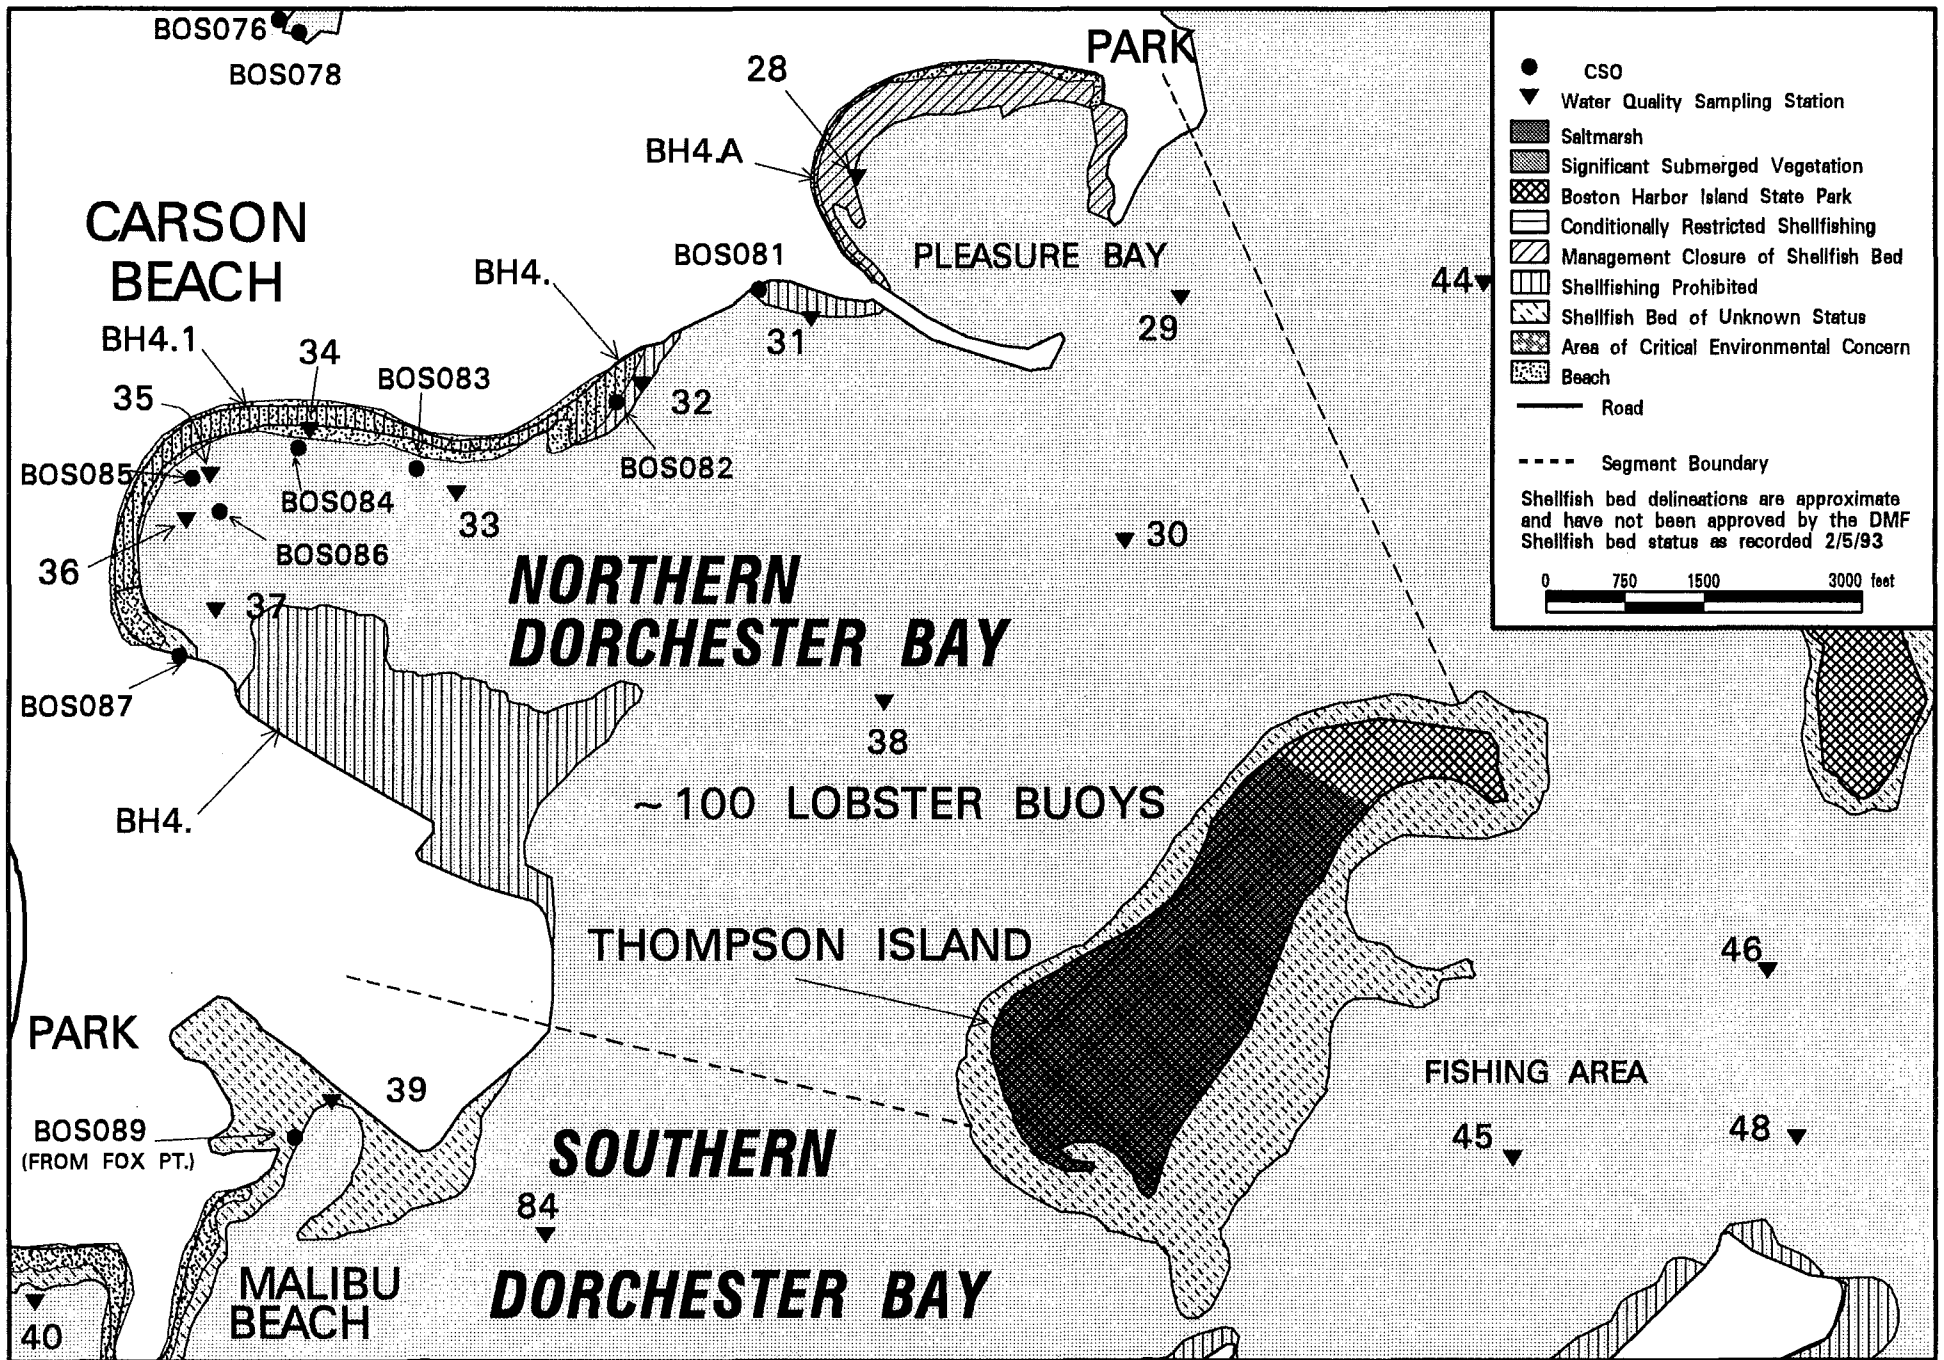 BOS076
BOS078
28
PARK
BH4.A
CARSON
BEACH
BOS081
PLEASURE BAY
BH4.
44
29
31
BH4.1
34
35
BOS083
32
BOS085
BOS082
BOS084
33
BOS086
30
36
37
NORTHERN
DORCHESTER BAY
BOS087
38
~100 LOBSTER BUOYS
BH4.
THOMPSON ISLAND
46
PARK
39
FISHING AREA
BOS089
(FROM FOX PT.)
45
48
SOUTHERN
84
DORCHESTER BAY
MALIBU
BEACH
40
CSO
Water Quality Sampling Station
Saltmarsh
Significant Submerged Vegetation
Boston Harbor Island State Park
Conditionally Restricted Shellfishing
Management Closure of Shellfish Bed
Shellfishing Prohibited
Shellfish Bed of Unknown Status
Area of Critical Environmental Concern
Beach
Road
Segment Boundary
Shellfish bed delineations are approximate
and have not been approved by the DMF
Shellfish bed status as recorded 2/5/93
0 750 1500 3000 feet